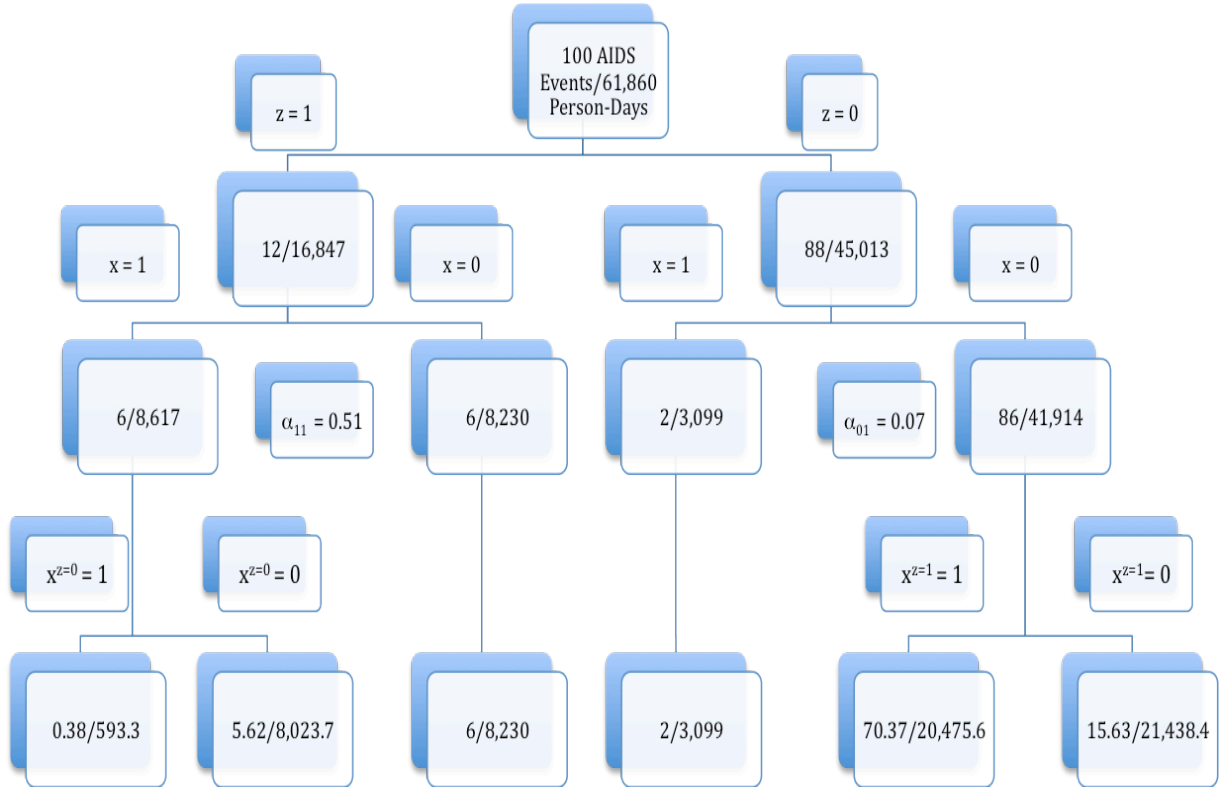 100 AIDS
Events/61,860
Person-Days
z = 1
z = 0
12/16,847
88/45,013
x = 1
x = 0
x = 1
x = 0
6/8,617
α₁₁ = 0.51
6/8,230
2/3,099
α₀₁ = 0.07
86/41,914
xᶻ⁼⁰ = 1
xᶻ⁼⁰ = 0
xᶻ⁼¹ = 1
xᶻ⁼¹ = 0
0.38/593.3
5.62/8,023.7
6/8,230
2/3,099
70.37/20,475.6
15.63/21,438.4